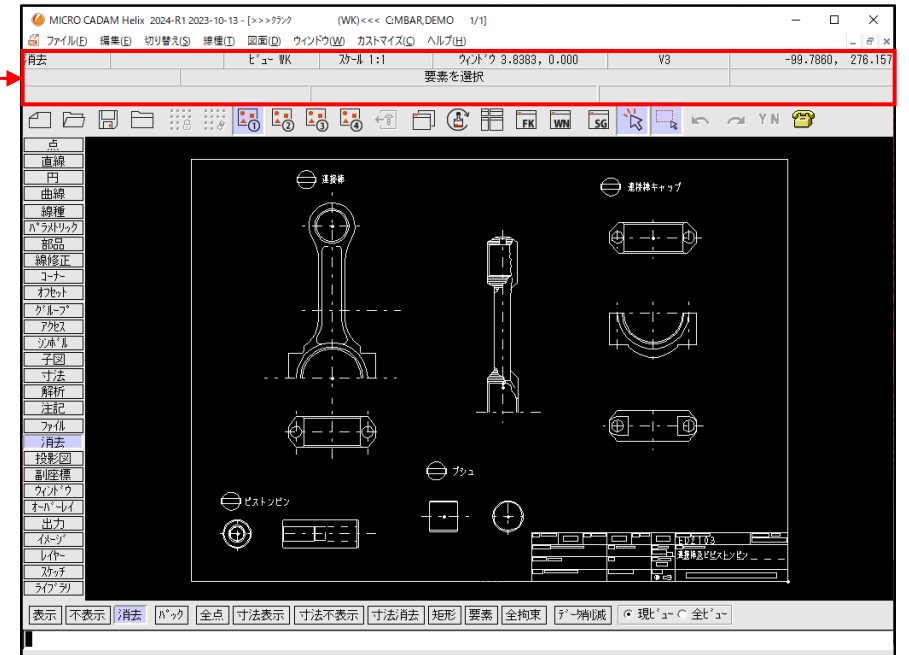 MICRO CADAM Helix 2024-R1 2023-10-13 - [>>>クランク (WK)<<< C:MBAR,DEMO 1/1]
ファイル(F) 編集(E) 切り替え(S) 線種(T) 図面(D) ウィンドウ(W) カストマイズ(C) ヘルプ(H)
消去 ビュー WK スケール 1:1 ウィンドウ 3.8383, 0.000 V3 -99.7860, 276.157
要素を選択
① ② ③ ④ FK WN SG Y N
点
直線
円
曲線
線種
パラメトリック
部品
線修正
コーナー
オフセット
グループ
アクセス
シンボル
子図
寸法
解析
注記
ファイル
消去
投影図
副座標
ウィンドウ
オーバーレイ
出力
イメージ
レイヤー
スケッチ
ライブラリ
連接棒
連接棒キャップ
ブシュ
ピストンピン
ED2103
連接棒及ビピストンピン
表示 不表示 消去 パック 全点 寸法表示 寸法不表示 寸法消去 矩形 要素 全拘束 データ削減 現ビュー 全ビュー